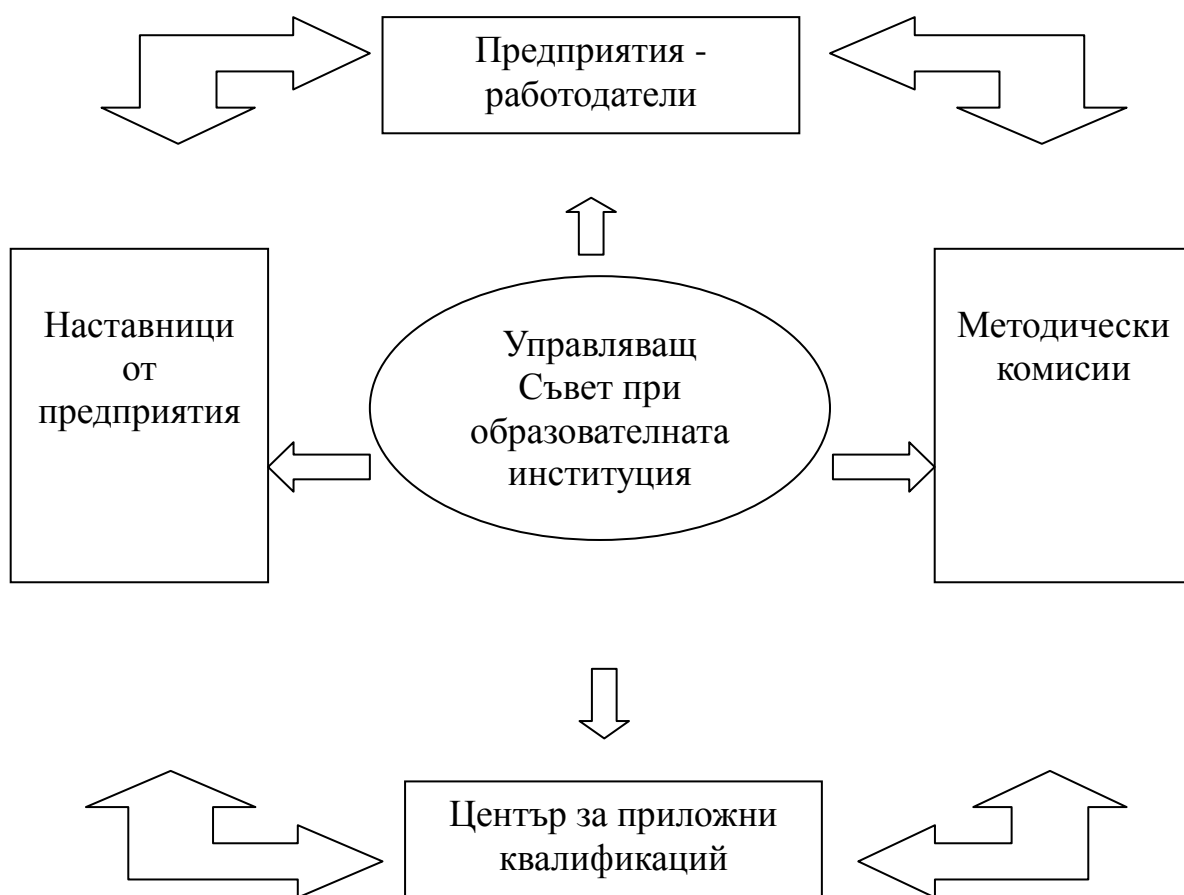 Предприятия -
работодатели
Наставници
от
предприятия
Управляващ
Съвет при
образователната
институция
Методически
комисии
Център за приложни
квалификаций